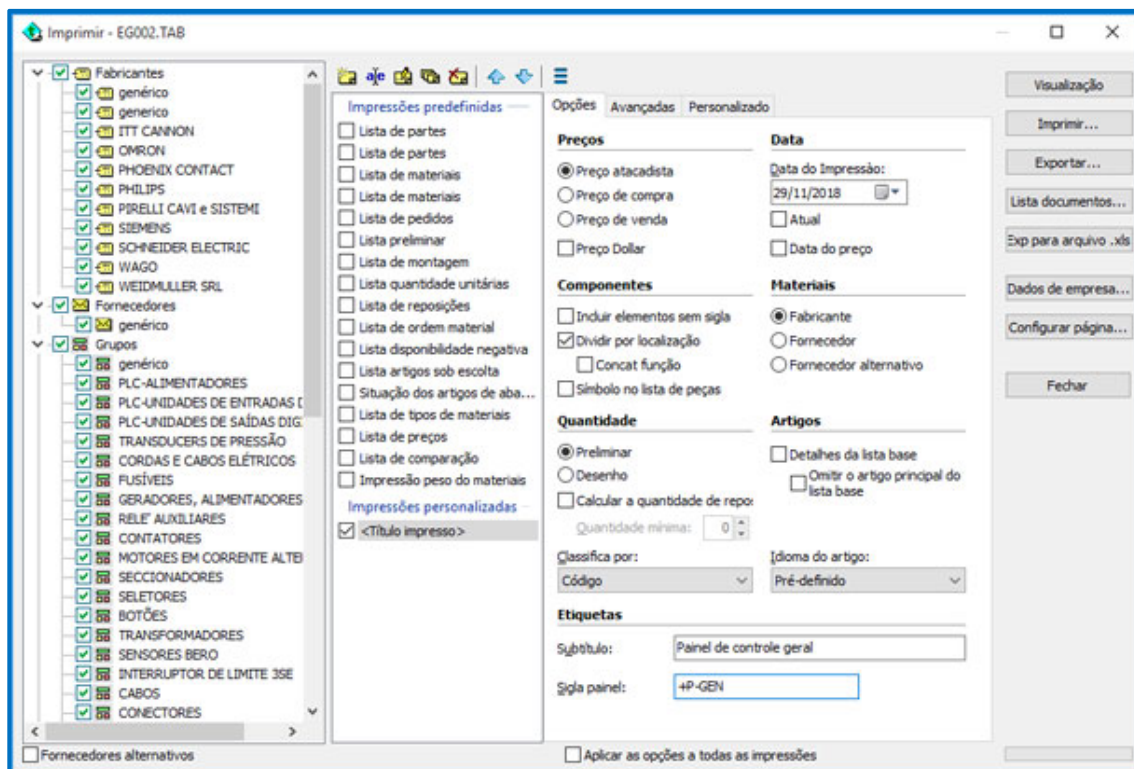 Imprimir - EG002.TAB
Fabricantes
genérico
generico
ITT CANNON
OMRON
PHOENIX CONTACT
PHILIPS
PIRELLI CAVI e SISTEMI
SIEMENS
SCHNEIDER ELECTRIC
WAGO
WEIDMULLER SRL
Fornecedores
genérico
Grupos
genérico
PLC-ALIMENTADORES
PLC-UNIDADES DE ENTRADAS D
PLC-UNIDADES DE SAÍDAS DIG
TRANSDUCERS DE PRESSÃO
CORDAS E CABOS ELÉTRICOS
FUSÍVEIS
GERADORES, ALIMENTADORES
RELE' AUXILIARES
CONTATORES
MOTORES EM CORRENTE ALTE
SECCIONADORES
SELETORES
BOTÕES
TRANSFORMADORES
SENSORES BERO
INTERRUPTOR DE LIMITE 3SE
CABOS
CONECTORES
Fornecedores alternativos
Impressões predefinidas
Lista de partes
Lista de partes
Lista de materiais
Lista de materiais
Lista de pedidos
Lista preliminar
Lista de montagem
Lista quantidade unitárias
Lista de reposições
Lista de ordem material
Lista disponibilidade negativa
Lista artigos sob escolta
Situação dos artigos de aba...
Lista de tipos de materiais
Lista de preços
Lista de comparação
Impressão peso do materiais
Impressões personalizadas
<Título impresso>
Opções Avançadas Personalizado
Preços
Preço atacadista
Preço de compra
Preço de venda
Preço Dollar
Data
Data do Impressão:
29/11/2018
Atual
Data do preço
Componentes
Incluir elementos sem sigla
Dividir por localização
Concat função
Símbolo no lista de peças
Materiais
Fabricante
Fornecedor
Fornecedor alternativo
Quantidade
Preliminar
Desenho
Calcular a quantidade de repo:
Quantidade mínima: 0
Artigos
Detalhes da lista base
Omitir o artigo principal do
lista base
Classifica por:
Código
Idioma do artigo:
Pré-definido
Etiquetas
Subtítulo: Painel de controle geral
Sigla painel: +P-GEN
Aplicar as opções a todas as impressões
Visualização
Imprimir...
Exportar...
Lista documentos...
Exp para arquivo .xls
Dados de empresa...
Configurar página...
Fechar